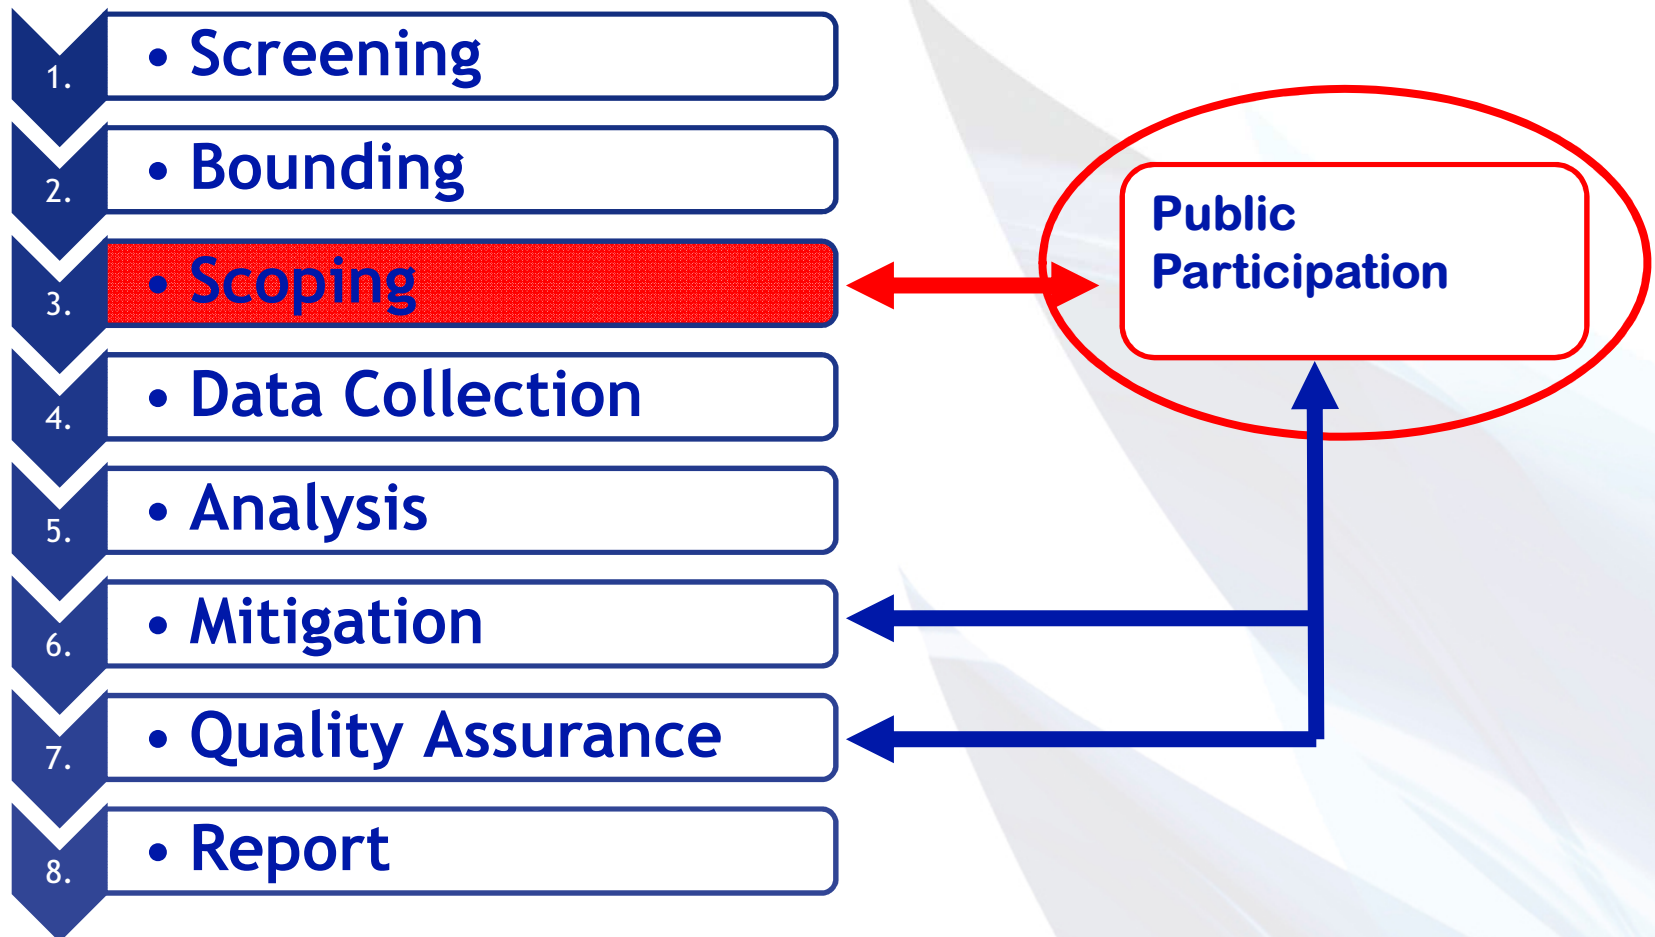 1.
• Screening
2.
• Bounding
3.
• Scoping
4.
• Data Collection
5.
• Analysis
6.
• Mitigation
7.
• Quality Assurance
8.
• Report
Public
Participation